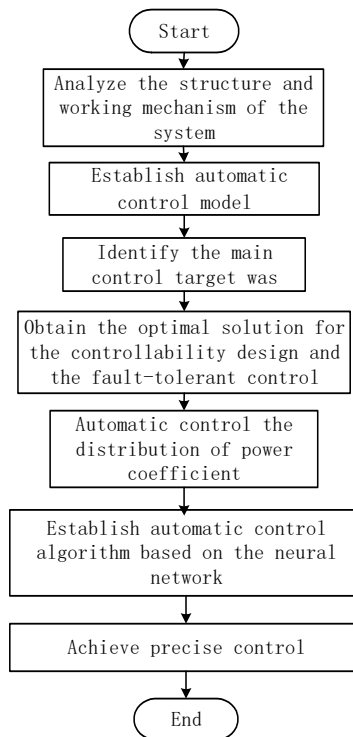 Start
Analyze the structure and
working mechanism of the
system
Establish automatic
control model
Identify the main
control target was
Obtain the optimal solution for
the controllability design and
the fault-tolerant control
Automatic control the
distribution of power
coefficient
Establish automatic control
algorithm based on the neural
network
Achieve precise control
End